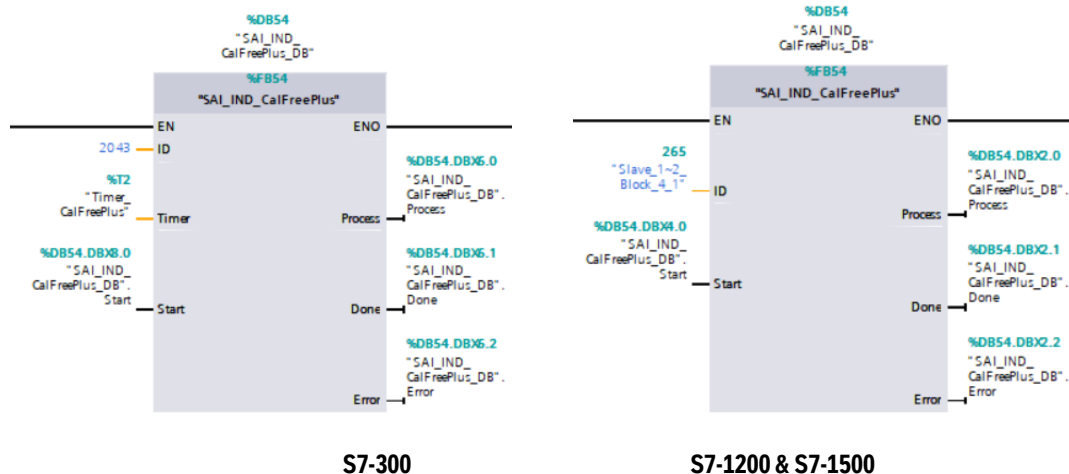 %DB54
"SAI_IND_
CalFreePlus_DB"
%FB54
"SAI_IND_CalFreePlus"
EN
ENO
2043
ID
%T2
"Timer_
CalFreePlus"
Timer
%DB54.DBX8.0
"SAI_IND_
CalFreePlus_DB".
Start
Start
%DB54.DBX6.0
"SAI_IND_
CalFreePlus_DB".
Process
Process
%DB54.DBX6.1
"SAI_IND_
CalFreePlus_DB".
Done
Done
%DB54.DBX6.2
"SAI_IND_
CalFreePlus_DB".
Error
Error
S7-300
%DB54
"SAI_IND_
CalFreePlus_DB"
%FB54
"SAI_IND_CalFreePlus"
EN
ENO
265
"Slave_1~2_
Block_4_1"
ID
%DB54.DBX4.0
"SAI_IND_
CalFreePlus_DB".
Start
Start
%DB54.DBX2.0
"SAI_IND_
CalFreePlus_DB".
Process
Process
%DB54.DBX2.1
"SAI_IND_
CalFreePlus_DB".
Done
Done
%DB54.DBX2.2
"SAI_IND_
CalFreePlus_DB".
Error
Error
S7-1200 & S7-1500